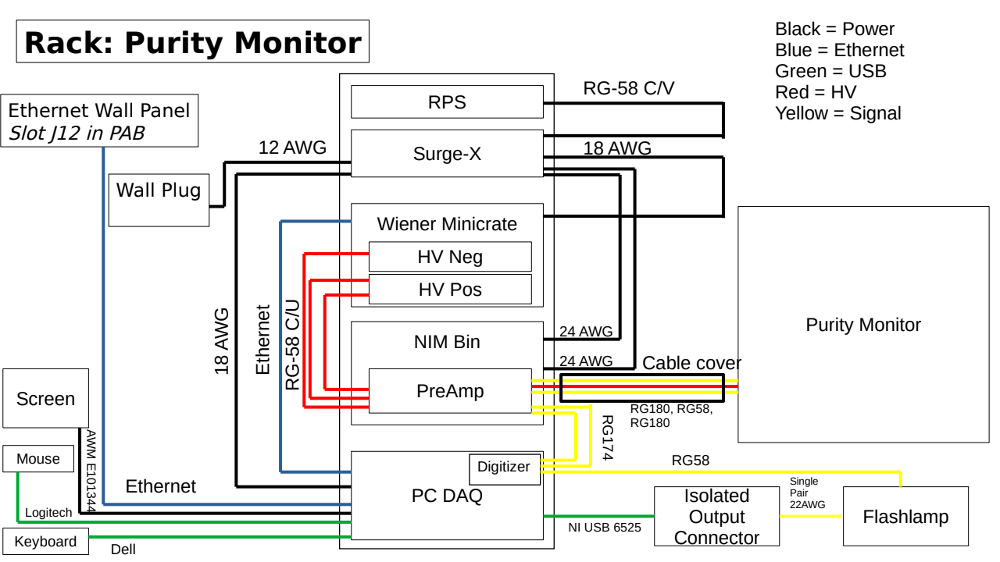 Rack: Purity Monitor
Black = Power
Blue = Ethernet
Green = USB
Red = HV
Yellow = Signal
Ethernet Wall Panel
Slot J12 in PAB
Wall Plug
12 AWG
RPS
RG-58 C/V
Surge-X
18 AWG
Wiener Minicrate
HV Neg
HV Pos
18 AWG
Ethernet
RG-58 C/U
NIM Bin
24 AWG
24 AWG
PreAmp
Cable cover
RG180, RG58,
RG180
Purity Monitor
RG174
Screen
AWM E101344
Mouse
Logitech
Keyboard
Dell
Ethernet
Digitizer
PC DAQ
RG58
NI USB 6525
Isolated
Output
Connector
Single
Pair
22AWG
Flashlamp